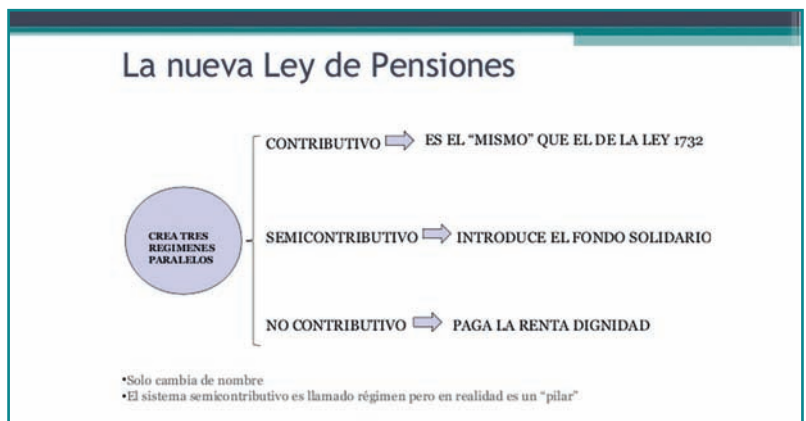 La nueva Ley de Pensiones
CONTRIBUTIVO
ES EL “MISMO” QUE EL DE LA LEY 1732
CREA TRES
REGIMENES
PARALELOS
SEMICONTRIBUTIVO
INTRODUCE EL FONDO SOLIDARIO
NO CONTRIBUTIVO
PAGA LA RENTA DIGNIDAD
•Solo cambia de nombre
•El sistema semicontributivo es llamado régimen pero en realidad es un “pilar”